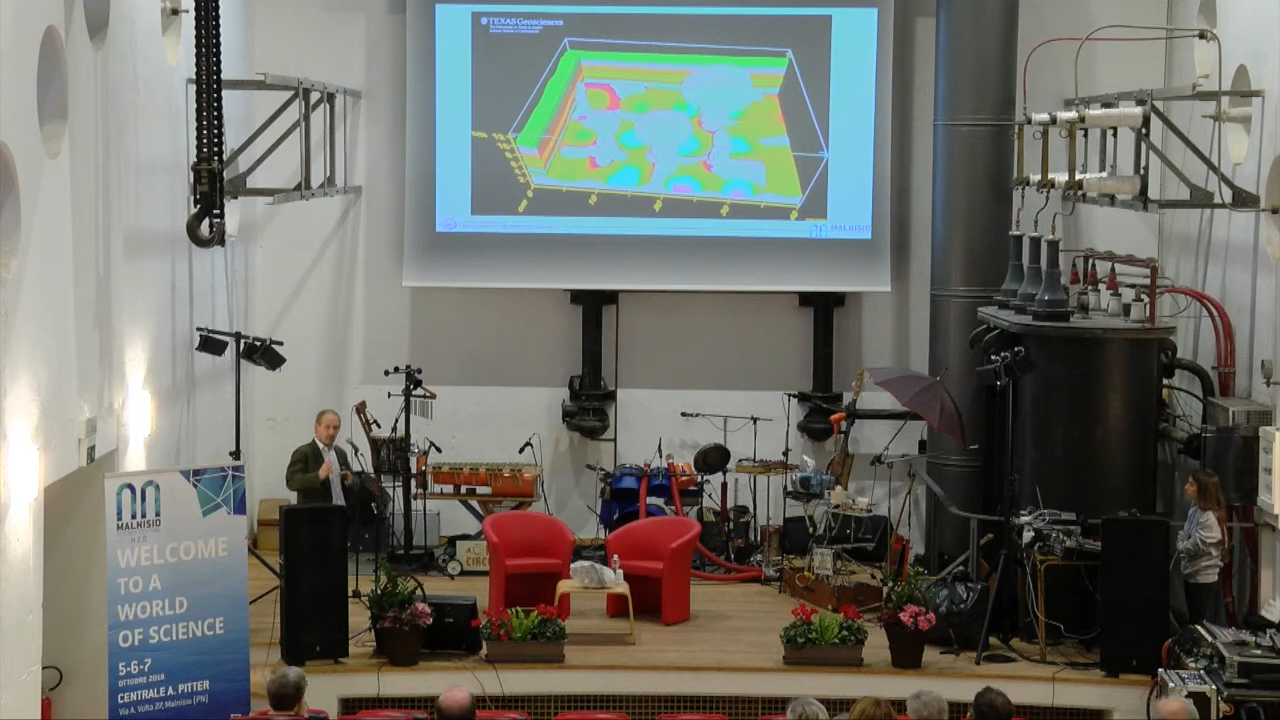 TEXAS Geosciences
MALNISIO
MALNISIO
H2O
WELCOME
TO A
WORLD
OF SCIENCE
5-6-7
OTTOBRE 2018
CENTRALE A. PITTER
Via A. Volta 27, Malnisio (PN)
CIRCO